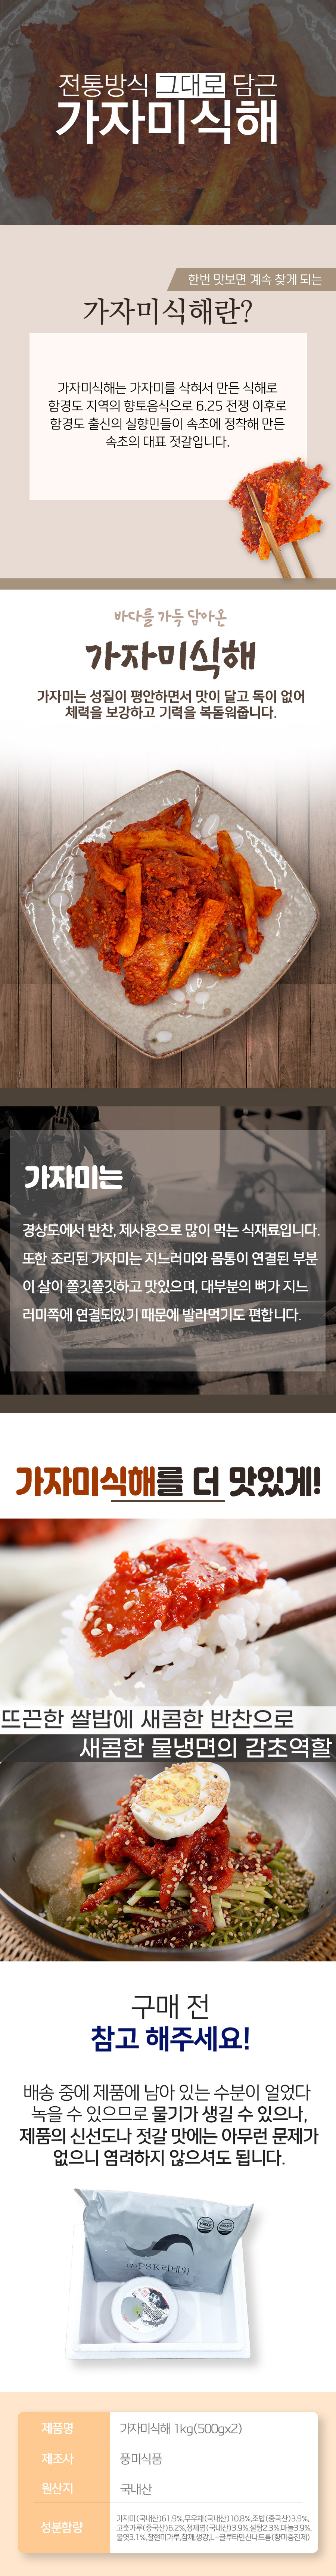 전통방식 그대로 담근
가자미식해
한번 맛보면 계속 찾게 되는
가자미식해란?
가자미식해는 가자미를 삭혀서 만든 식해로
함경도 지역의 향토음식으로 6.25 전쟁 이후로
함경도 출신의 실향민들이 속초에 정착해 만든
속초의 대표 젓갈입니다.
바다를 가득 담아온
가자미식해
가자미는 성질이 평안하면서 맛이 달고 독이 없어
체력을 보강하고 기력을 복돋워줍니다.
가자미는
경상도에서 반찬, 제사용으로 많이 먹는 식재료입니다.
또한 조리된 가자미는 지느러미와 몸통이 연결된 부분
이 살이 쫄깃쫄깃하고 맛있으며, 대부분의 뼈가 지느
러미쪽에 연결되있기 때문에 발라먹기도 편합니다.
가자미식해를 더 맛있게!
뜨끈한 쌀밥에 새콤한 반찬으로
새콤한 물냉면의 감초역할
구매 전
참고 해주세요!
배송 중에 제품에 남아 있는 수분이 얼었다
녹을 수 있으므로 물기가 생길 수 있으나,
제품의 신선도나 젓갈 맛에는 아무런 문제가
없으니 염려하지 않으셔도 됩니다.
제품명 가자미식해 1kg(500gx2)
제조사 풍미식품
원산지 국내산
성분함량 가자미(국내산)61.9%,무우채(국내산)10.8%,조밥(중국산)3.9%,
고춧가루(중국산)6.2%,정제염(국내산)3.9%,설탕2.3%,마늘3.9%,
물엿3.1%,찰현미가루,참깨,생강,L-글루타민산나트륨(향미증진제)